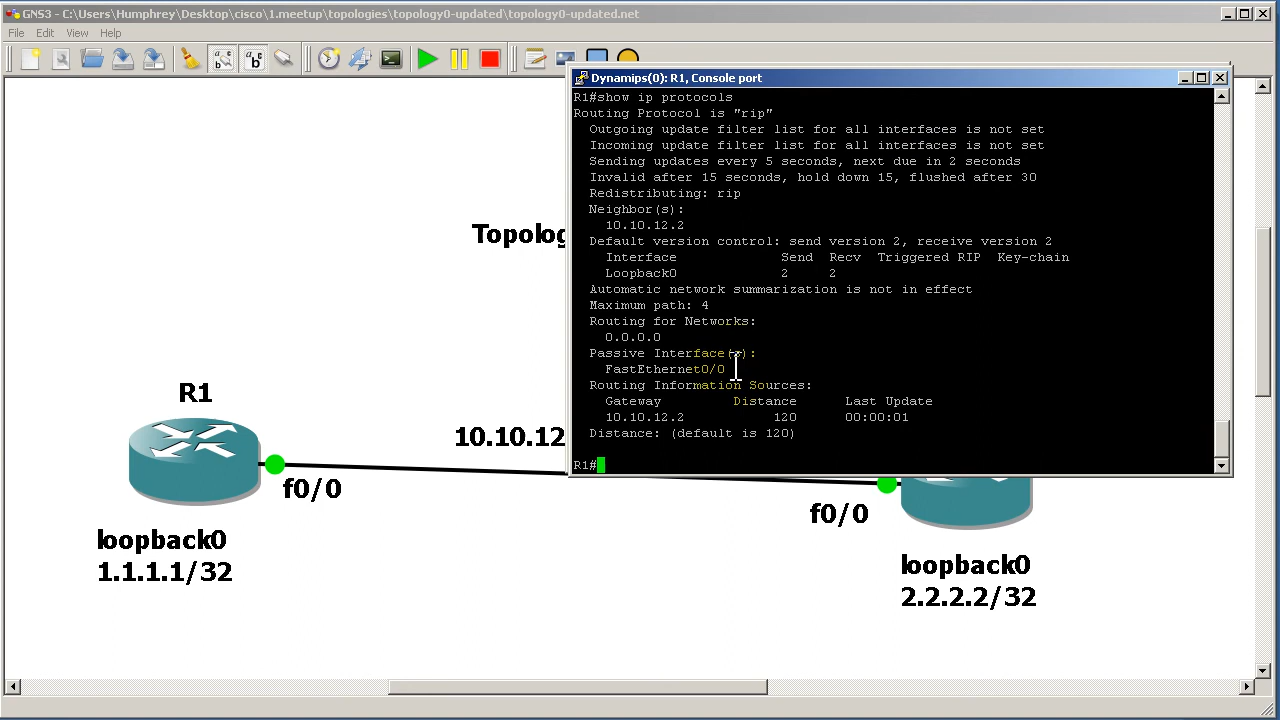 GNS3 - C:\Users\Humphrey\Desktop\cisco\1.meetup\topologies\topology0-updated\topology0-updated.net
File Edit View Help
Dynamips(0): R1, Console port
R1#show ip protocols
Routing Protocol is "rip"
Outgoing update filter list for all interfaces is not set
Incoming update filter list for all interfaces is not set
Sending updates every 5 seconds, next due in 2 seconds
Invalid after 15 seconds, hold down 15, flushed after 30
Redistributing: rip
Neighbor(s):
10.10.12.2
Default version control: send version 2, receive version 2
Interface Send Recv Triggered RIP Key-chain
Loopback0 2 2
Automatic network summarization is not in effect
Maximum path: 4
Routing for Networks:
0.0.0.0
Passive Interface(s):
FastEthernet0/0
Routing Information Sources:
Gateway Distance Last Update
10.10.12.2 120 00:00:01
Distance: (default is 120)
R1#
Topolog
R1
10.10.12
f0/0
f0/0
loopback0
1.1.1.1/32
loopback0
2.2.2.2/32